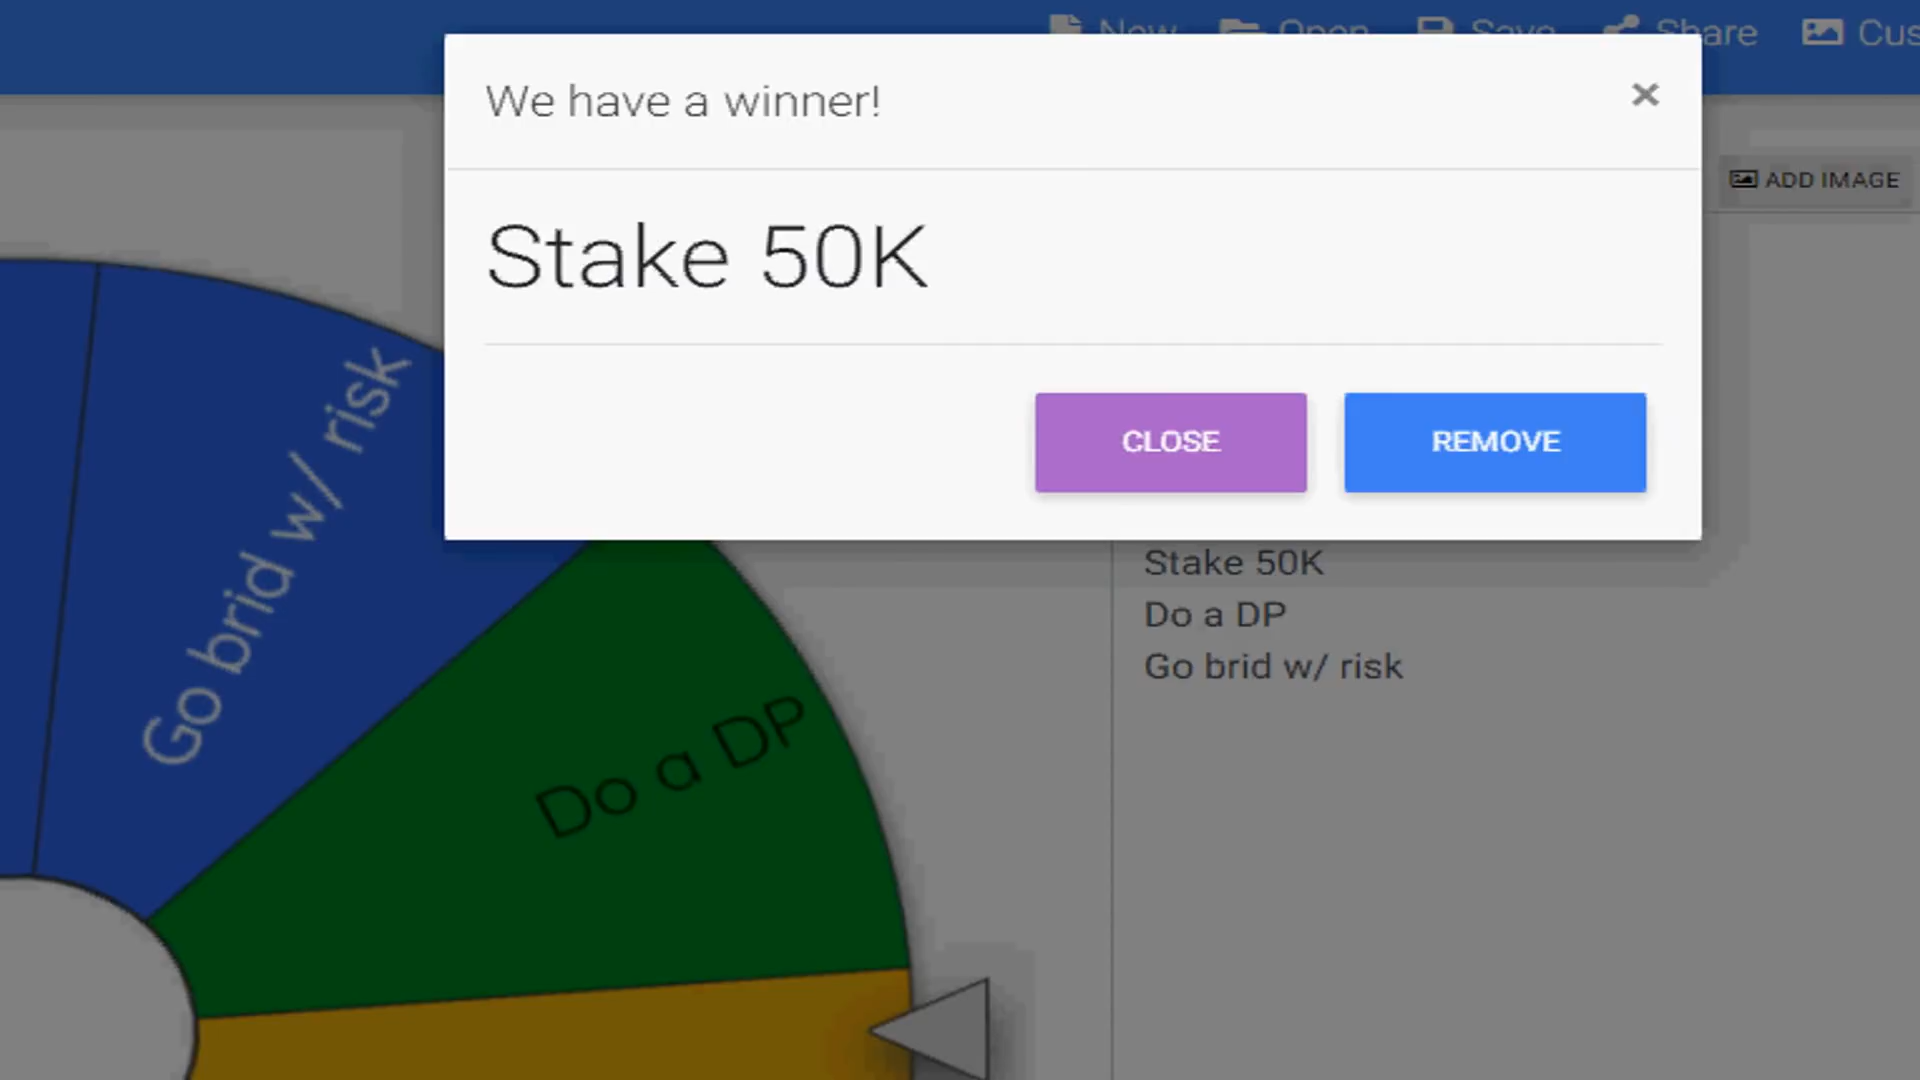 New Open Save Share Cus
We have a winner!
×
ADD IMAGE
Stake 50K
CLOSE REMOVE
Stake 50K
Do a DP
Go brid w/ risk
Go brid w/ risk
Do a DP